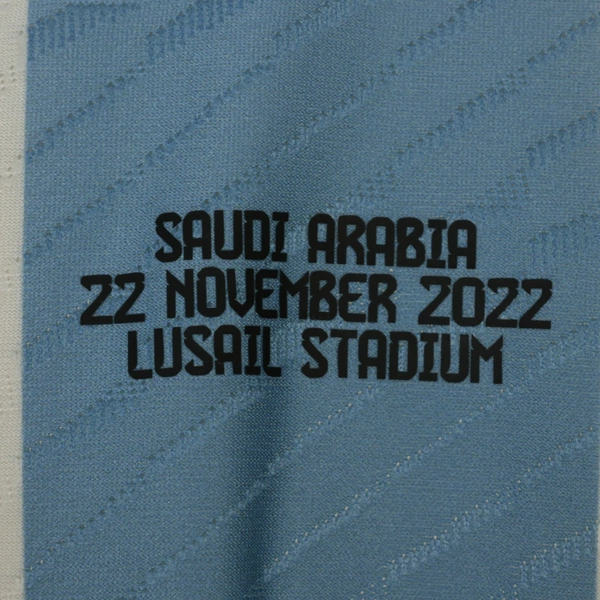 SAUDI ARABIA
22 NOVEMBER 2022
LUSAIL STADIUM